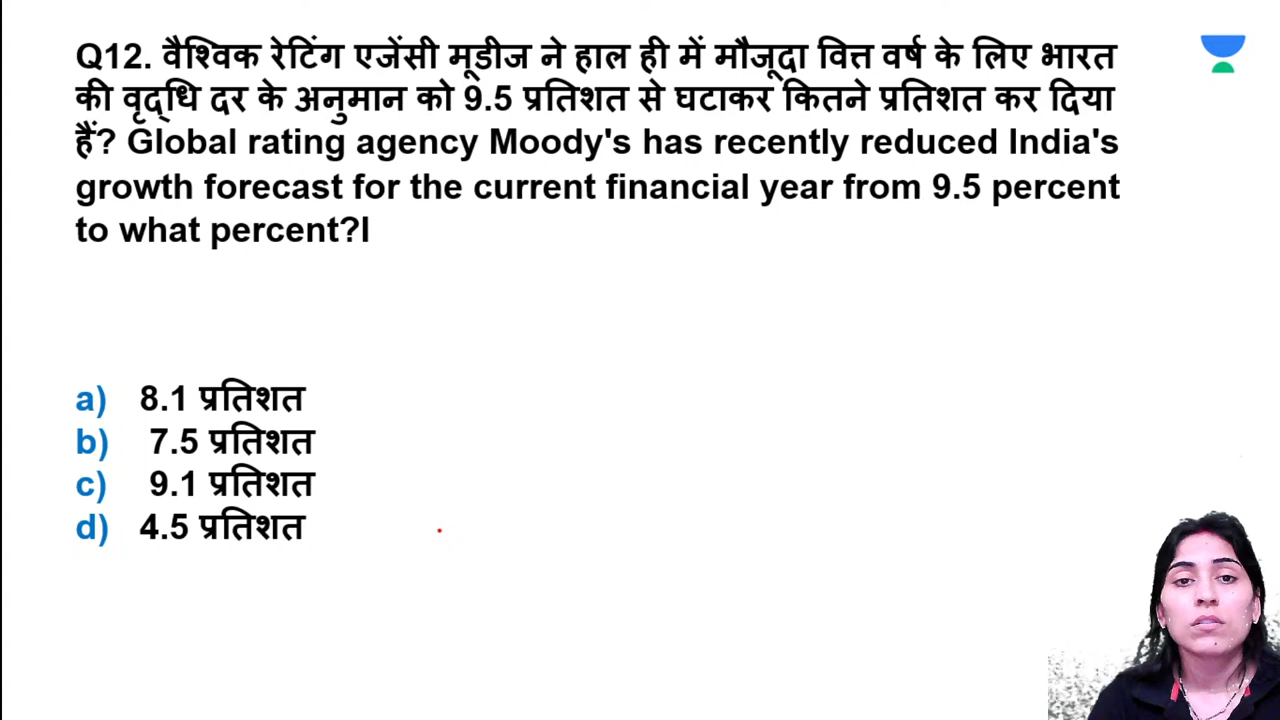 Q12. वैश्विक रेटिंग एजेंसी मूडीज ने हाल ही में मौजूदा वित्त वर्ष के लिए भारत
की वृद्धि दर के अनुमान को 9.5 प्रतिशत से घटाकर कितने प्रतिशत कर दिया
हैं? Global rating agency Moody's has recently reduced India's
growth forecast for the current financial year from 9.5 percent
to what percent?I
a) 8.1 प्रतिशत
b) 7.5 प्रतिशत
c) 9.1 प्रतिशत
d) 4.5 प्रतिशत